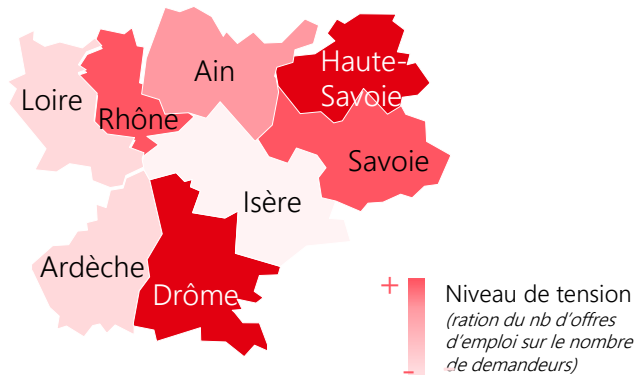 Haute-
Savoie
Ain
Loire
Rhône
Savoie
Isère
Ardèche
Drôme
+
Niveau de tension
(ration du nb d'offres
d'emploi sur le nombre
de demandeurs)
-